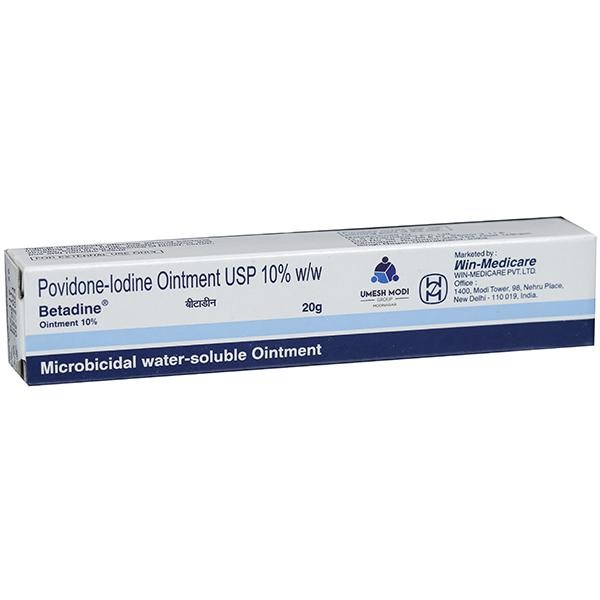 [FOR EXTERNAL USE ONLY]
Povidone-Iodine Ointment USP 10% w/w
Betadine®
बीटाडीन
20g
Ointment 10%
Microbicidal water-soluble Ointment
UMESH MODI
GROUP
MODINAGAR
Marketed by :
Win-Medicare
WIN-MEDICARE PVT. LTD.
Office :
1400, Modi Tower, 98, Nehru Place,
New Delhi - 110 019, India.